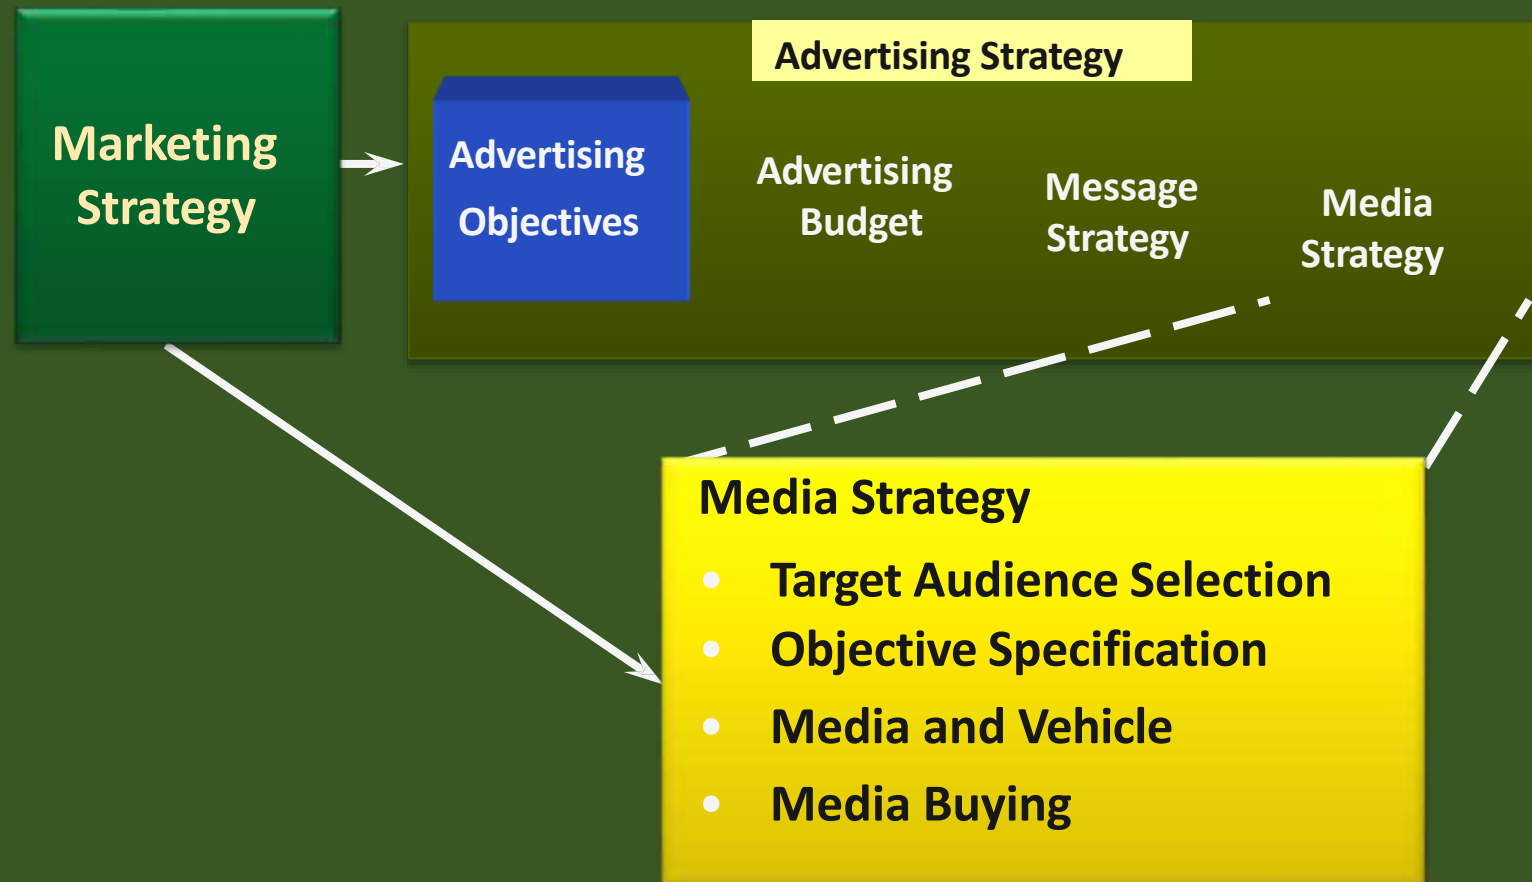 Marketing
Strategy
Advertising Strategy
Advertising
Objectives
Advertising
Budget
Message
Strategy
Media
Strategy
Media Strategy
• Target Audience Selection
• Objective Specification
• Media and Vehicle
• Media Buying